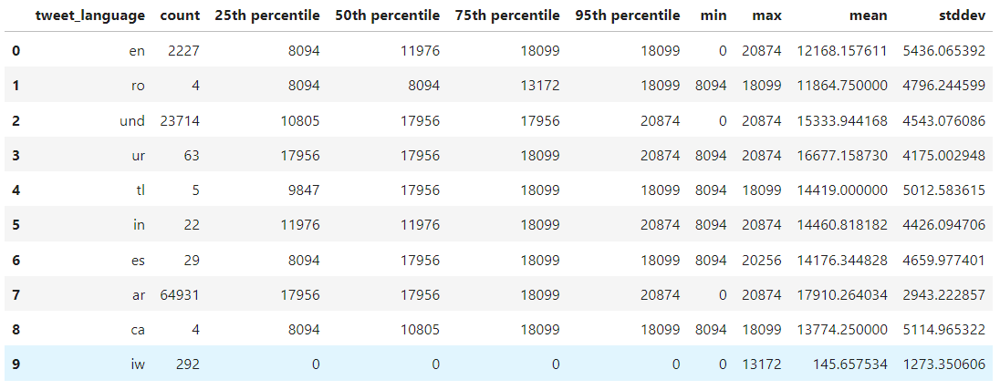 tweet_language count 25th percentile 50th percentile 75th percentile 95th percentile min max mean stddev
0 en 2227 8094 11976 18099 18099 0 20874 12168.157611 5436.065392
1 ro 4 8094 8094 13172 18099 8094 18099 11864.750000 4796.244599
2 und 23714 10805 17956 17956 20874 0 20874 15333.944168 4543.076086
3 ur 63 17956 17956 18099 20874 8094 20874 16677.158730 4175.002948
4 tl 5 9847 17956 18099 18099 8094 18099 14419.000000 5012.583615
5 in 22 11976 11976 18099 20874 8094 20874 14460.818182 4426.094706
6 es 29 8094 17956 18099 18099 8094 20256 14176.344828 4659.977401
7 ar 64931 17956 17956 18099 20874 0 20874 17910.264034 2943.222857
8 ca 4 8094 10805 18099 18099 8094 18099 13774.250000 5114.965322
9 iw 292 0 0 0 0 0 13172 145.657534 1273.350606